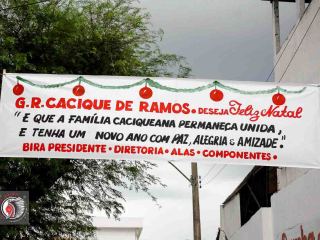 G.R. CACIQUE DE RAMOS • DESEJA Feliz Natal
"E QUE A FAMÍLIA CACIQUEANA PERMANEÇA UNIDA,
E TENHA UM NOVO ANO COM PAZ, ALEGRIA & AMIZADE"
BIRA PRESIDENTE • DIRETORIA • ALAS • COMPONENTES •